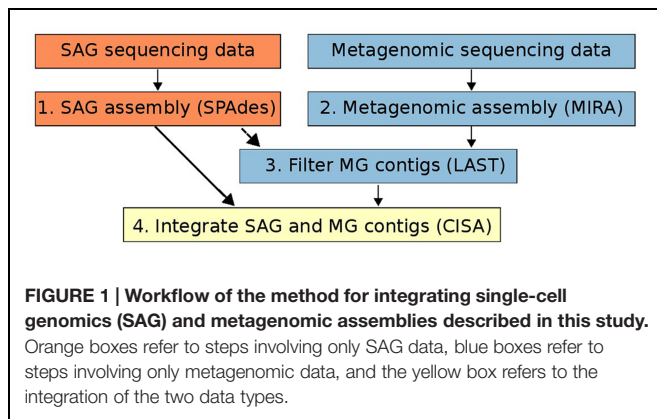 SAG sequencing data
Metagenomic sequencing data
1. SAG assembly (SPAdes)
2. Metagenomic assembly (MIRA)
3. Filter MG contigs (LAST)
4. Integrate SAG and MG contigs (CISA)
FIGURE 1 | Workflow of the method for integrating single-cell
genomics (SAG) and metagenomic assemblies described in this study.
Orange boxes refer to steps involving only SAG data, blue boxes refer to
steps involving only metagenomic data, and the yellow box refers to the
integration of the two data types.